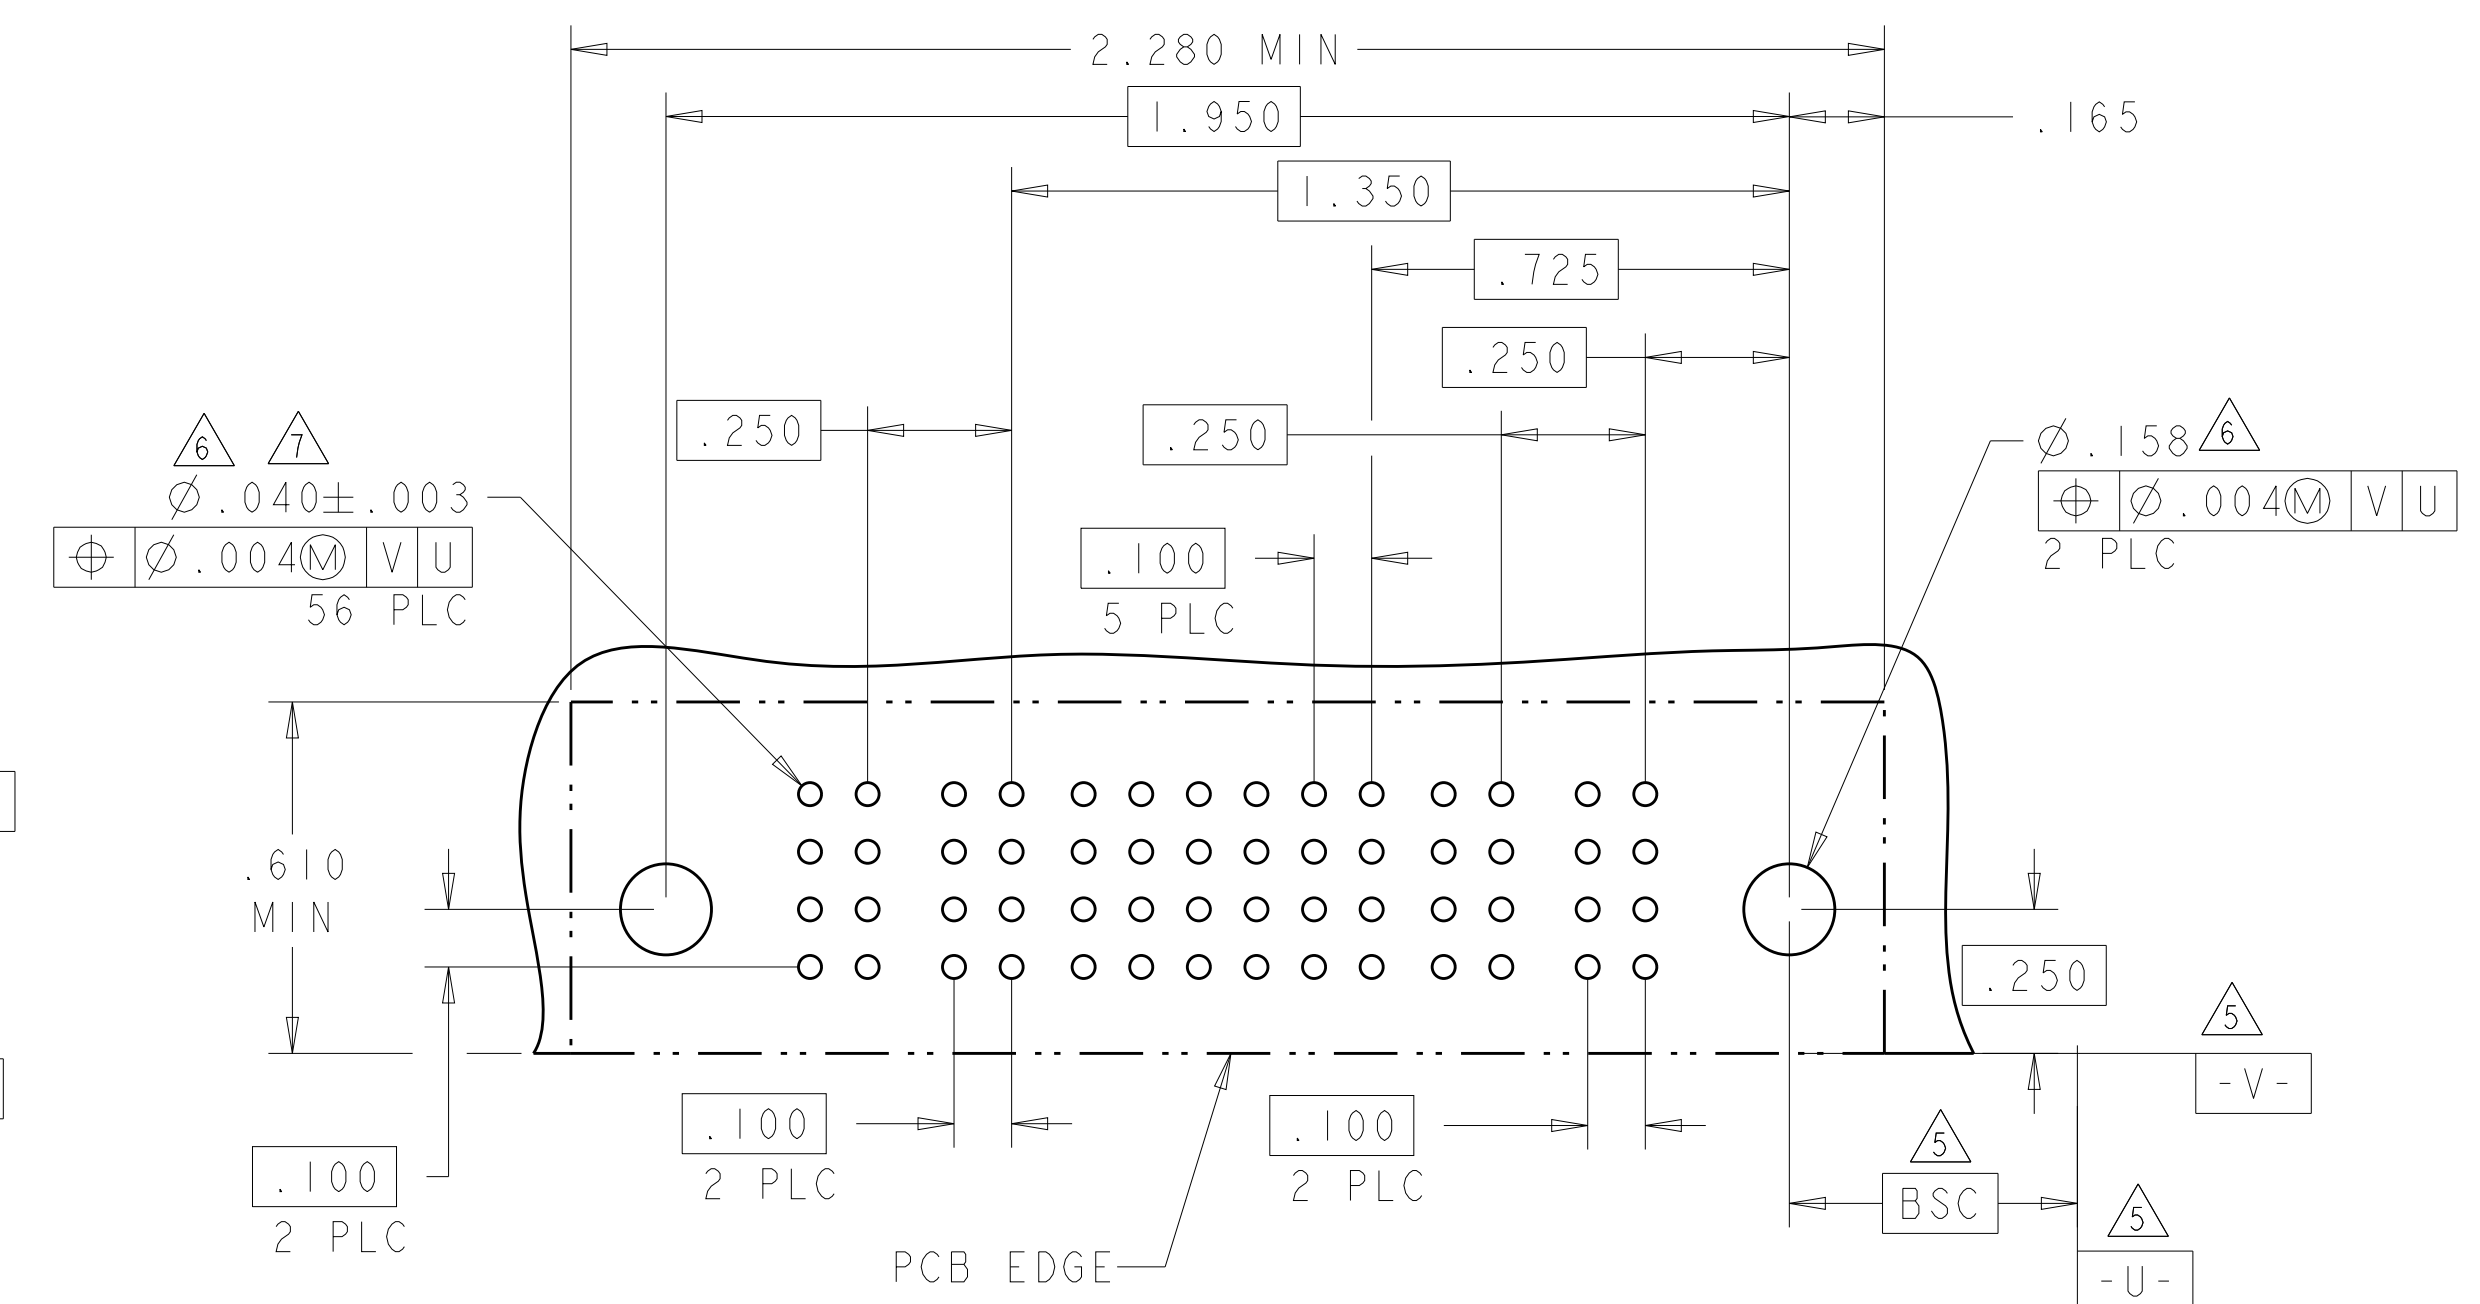 2.280 MIN
1.950
.165
1.350
.725
.250
.250
.250
6 7
Ø.040±.003
⌖ Ø.004Ⓜ V U
56 PLC
Ø.158 6
⌖ Ø.004Ⓜ V U
2 PLC
.100
5 PLC
.610
MIN
.250
5
-V-
.100
2 PLC
.100
2 PLC
.100
2 PLC
5
BSC
5
-U-
PCB EDGE